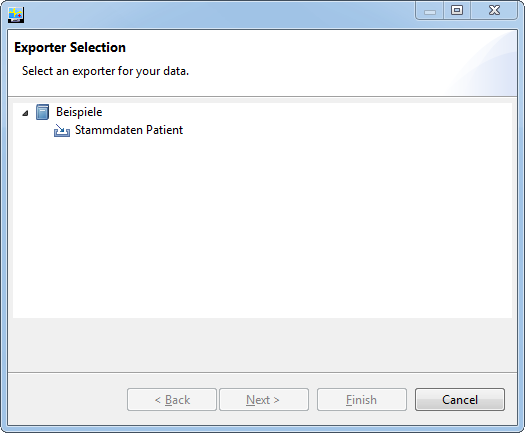 Exporter Selection
Select an exporter for your data.
Beispiele
Stammdaten Patient
< Back
Next >
Finish
Cancel